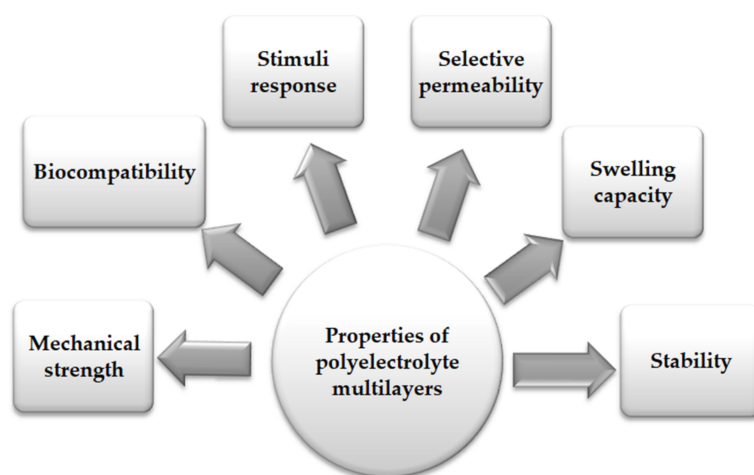 Stimuli
response
Selective
permeability
Biocompatibility
Swelling
capacity
Mechanical
strength
Properties of
polyelectrolyte
multilayers
Stability